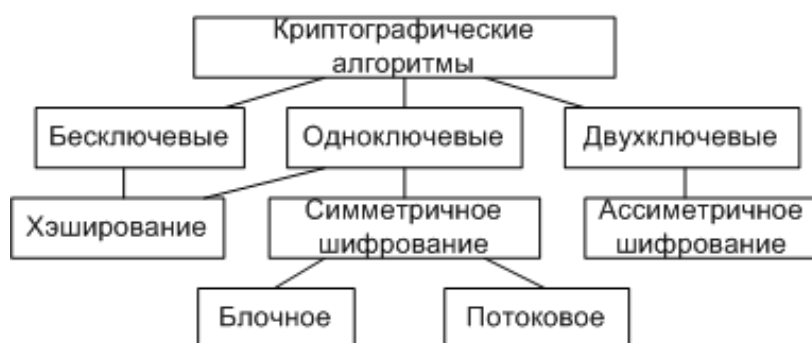 Криптографические
алгоритмы
Бесключевые
Одноключевые
Двухключевые
Хэширование
Симметричное
шифрование
Ассиметричное
шифрование
Блочное
Потоковое